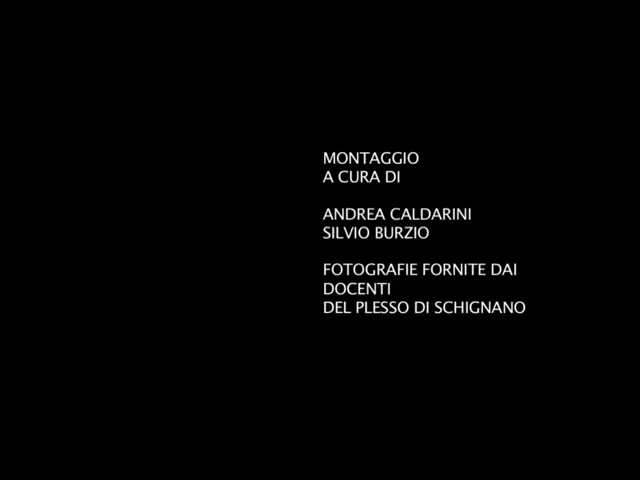 MONTAGGIO
A CURA DI
ANDREA CALDARINI
SILVIO BURZIO
FOTOGRAFIE FORNITE DAI
DOCENTI
DEL PLESSO DI SCHIGNANO